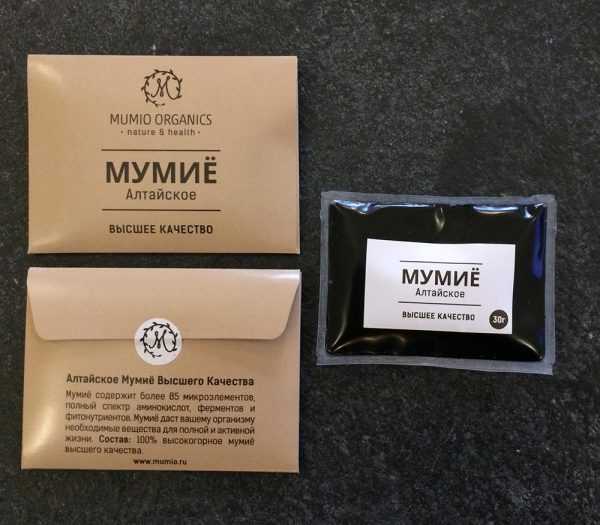 M
MUMIO ORGANICS
• nature & health •
МУМИЁ
Алтайское
ВЫСШЕЕ КАЧЕСТВО
M
Алтайское Мумиё Высшего Качества
Мумиё содержит более 85 микроэлементов,
полный спектр аминокислот, ферментов и
фитонутриентов. Мумиё даст вашему организму
необходимые вещества для полной и активной
жизни. Состав: 100% высокогорное мумиё
высшего качества.
www.mumio.ru
МУМИЁ
Алтайское
ВЫСШЕЕ КАЧЕСТВО
30г